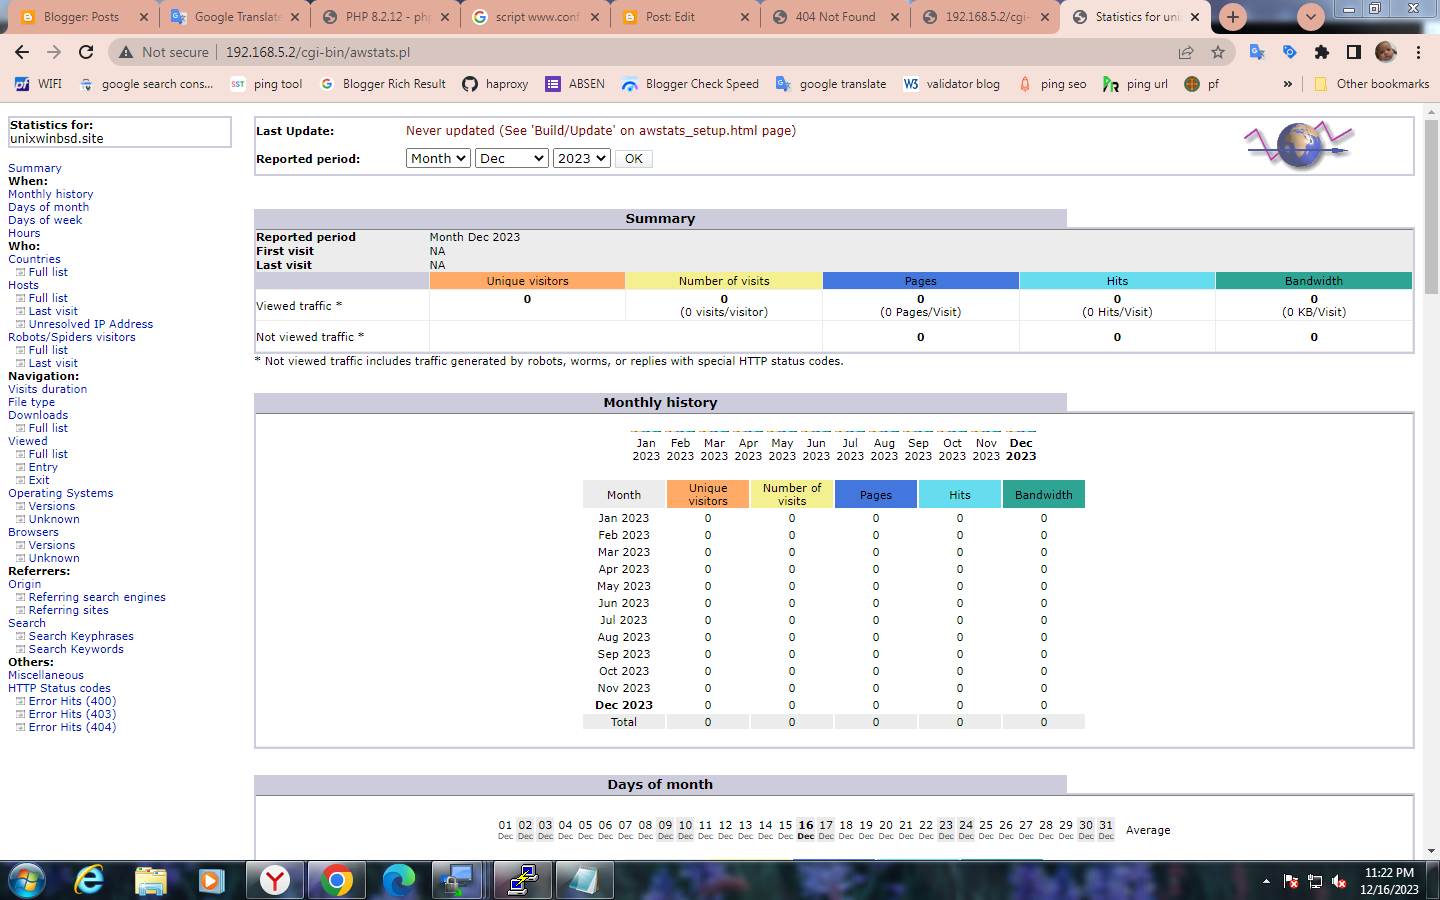 Blogger: Posts
Google Translate
PHP 8.2.12 - php
script www.conf
Post: Edit
404 Not Found
192.168.5.2/cgi-
Statistics for uni
Not secure
192.168.5.2/cgi-bin/awstats.pl
WIFI
google search cons...
ping tool
Blogger Rich Result
haproxy
ABSEN
Blogger Check Speed
google translate
validator blog
ping seo
ping url
pf
»
Other bookmarks
Statistics for:
unixwinbsd.site
Summary
When:
Monthly history
Days of month
Days of week
Hours
Who:
Countries
Full list
Hosts
Full list
Last visit
Unresolved IP Address
Robots/Spiders visitors
Full list
Last visit
Navigation:
Visits duration
File type
Downloads
Full list
Viewed
Full list
Entry
Exit
Operating Systems
Versions
Unknown
Browsers
Versions
Unknown
Referrers:
Origin
Referring search engines
Referring sites
Search
Search Keyphrases
Search Keywords
Others:
Miscellaneous
HTTP Status codes
Error Hits (400)
Error Hits (403)
Error Hits (404)
Last Update: Never updated (See 'Build/Update' on awstats_setup.html page)
Reported period: Month Dec 2023 OK
Summary
Reported period Month Dec 2023
First visit NA
Last visit NA
Unique visitors Number of visits Pages Hits Bandwidth
Viewed traffic * 0 0 0 0 0
(0 visits/visitor) (0 Pages/Visit) (0 Hits/Visit) (0 KB/Visit)
Not viewed traffic * 0 0 0
* Not viewed traffic includes traffic generated by robots, worms, or replies with special HTTP status codes.
Monthly history
Jan Feb Mar Apr May Jun Jul Aug Sep Oct Nov Dec
2023 2023 2023 2023 2023 2023 2023 2023 2023 2023 2023 2023
Month Unique visitors Number of visits Pages Hits Bandwidth
Jan 2023 0 0 0 0 0
Feb 2023 0 0 0 0 0
Mar 2023 0 0 0 0 0
Apr 2023 0 0 0 0 0
May 2023 0 0 0 0 0
Jun 2023 0 0 0 0 0
Jul 2023 0 0 0 0 0
Aug 2023 0 0 0 0 0
Sep 2023 0 0 0 0 0
Oct 2023 0 0 0 0 0
Nov 2023 0 0 0 0 0
Dec 2023 0 0 0 0 0
Total 0 0 0 0 0
Days of month
01 02 03 04 05 06 07 08 09 10 11 12 13 14 15 16 17 18 19 20 21 22 23 24 25 26 27 28 29 30 31 Average
Dec Dec Dec Dec Dec Dec Dec Dec Dec Dec Dec Dec Dec Dec Dec Dec Dec Dec Dec Dec Dec Dec Dec Dec Dec Dec Dec Dec Dec Dec Dec
11:22 PM
12/16/2023